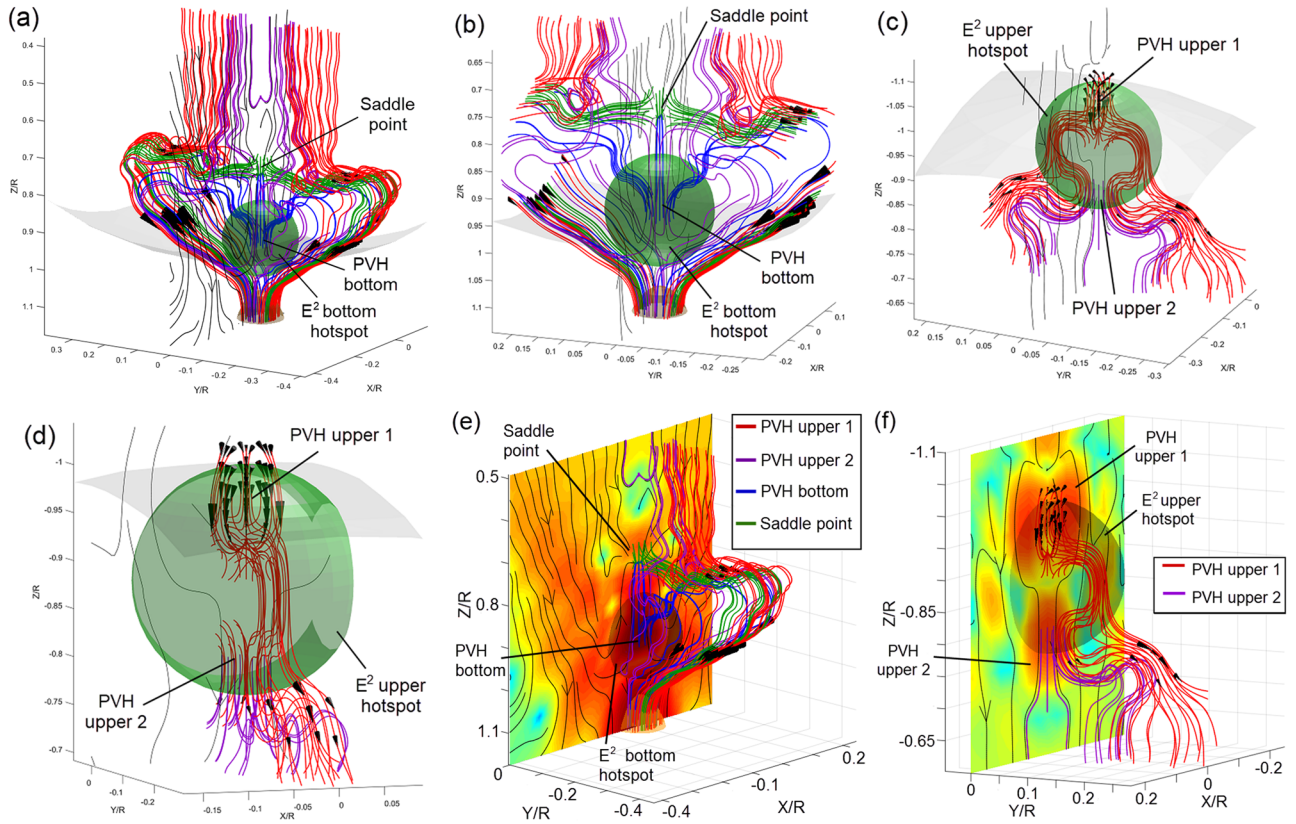 (a)
0.4
0.5
0.6
0.7
0.8
0.9
1
1.1
Z/R
Saddle
point
PVH
bottom
E² bottom
hotspot
0.3
0.2
0.1
0
-0.1
-0.2
-0.3
-0.4
Y/R
-0.4
-0.2
0
X/R
(b)
0.65
0.7
0.75
0.8
0.85
0.9
0.95
1
1.05
1.1
Z/R
Saddle point
PVH
bottom
E² bottom
hotspot
0.2
0.15
0.1
0.05
0
-0.05
-0.1
-0.15
-0.2
-0.25
Y/R
-0.2
-0.1
0
0.1
X/R
(c)
E² upper
hotspot
PVH upper 1
-1.1
-1.05
-1
-0.95
-0.9
-0.85
-0.8
-0.75
-0.7
-0.65
Z/R
PVH upper 2
0.2
0.15
0.1
0.05
0
-0.05
-0.1
-0.15
-0.2
-0.25
-0.3
Y/R
-0.3
-0.2
-0.1
0
X/R
(d)
PVH upper 1
-1
-0.95
-0.9
-0.85
-0.8
-0.75
-0.7
Z/R
PVH
upper 2
E² upper
hotspot
0
-0.1
-0.2
Y/R
-0.15
-0.1
-0.05
0
0.05
X/R
(e)
Saddle
point
0.5
0.8
1.1
Z/R
PVH upper 1
PVH upper 2
PVH bottom
Saddle point
PVH
bottom
E² bottom
hotspot
0
-0.2
-0.4
Y/R
-0.4
-0.1
0.2
X/R
(f)
-1.1
-0.85
-0.65
Z/R
PVH
upper 1
E² upper
hotspot
PVH upper 1
PVH upper 2
PVH
upper 2
0
0.1
0.2
Y/R
0.2
0
-0.2
X/R